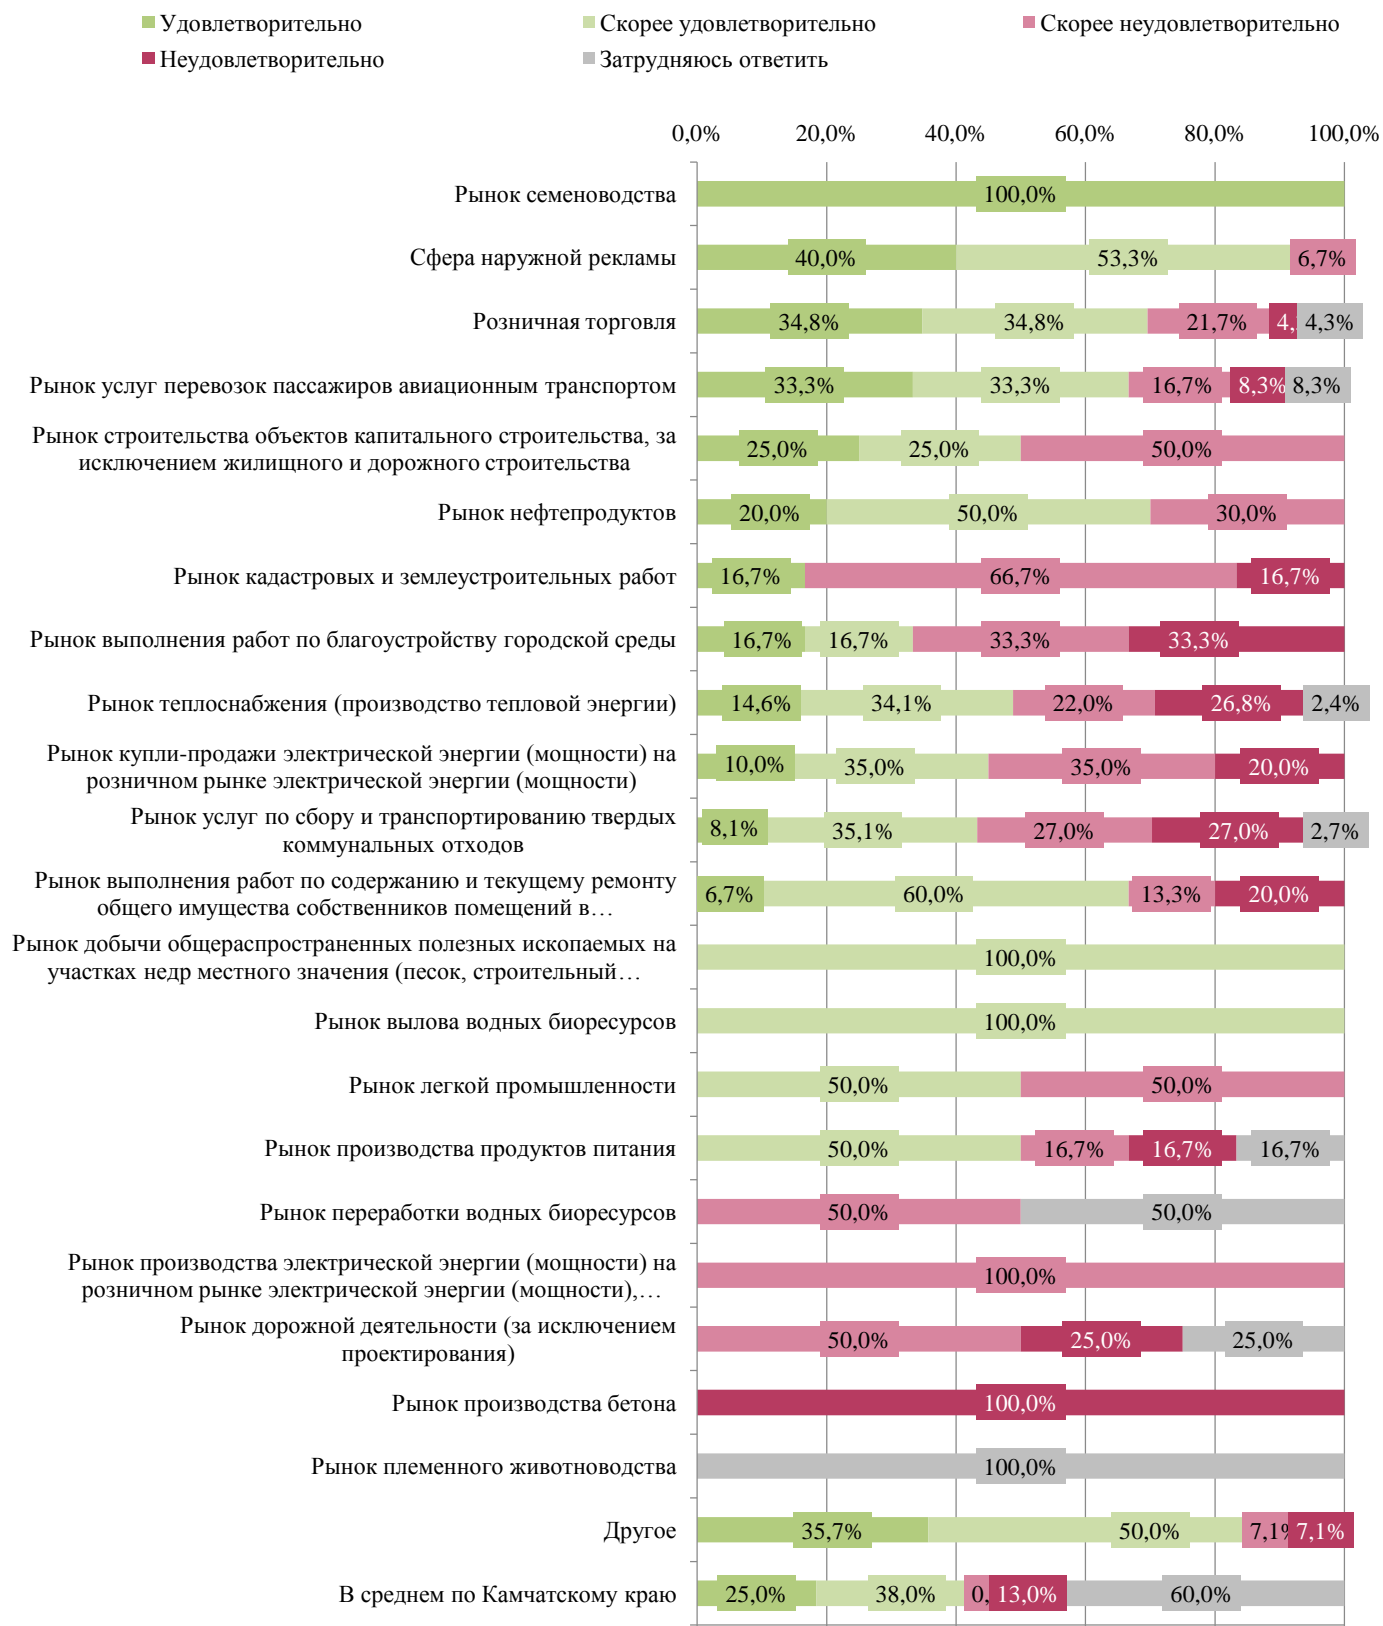 Удовлетворительно Скорее удовлетворительно Скорее неудовлетворительно
Неудовлетворительно Затрудняюсь ответить
0,0% 20,0% 40,0% 60,0% 80,0% 100,0%
Рынок семеноводства 100,0%
Сфера наружной рекламы 40,0% 53,3% 6,7%
Розничная торговля 34,8% 34,8% 21,7% 4, 4,3%
Рынок услуг перевозок пассажиров авиационным транспортом 33,3% 33,3% 16,7% 8,3% 8,3%
Рынок строительства объектов капитального строительства, за
исключением жилищного и дорожного строительства 25,0% 25,0% 50,0%
Рынок нефтепродуктов 20,0% 50,0% 30,0%
Рынок кадастровых и землеустроительных работ 16,7% 66,7% 16,7%
Рынок выполнения работ по благоустройству городской среды 16,7% 16,7% 33,3% 33,3%
Рынок теплоснабжения (производство тепловой энергии) 14,6% 34,1% 22,0% 26,8% 2,4%
Рынок купли-продажи электрической энергии (мощности) на
розничном рынке электрической энергии (мощности) 10,0% 35,0% 35,0% 20,0%
Рынок услуг по сбору и транспортированию твердых
коммунальных отходов 8,1% 35,1% 27,0% 27,0% 2,7%
Рынок выполнения работ по содержанию и текущему ремонту
общего имущества собственников помещений в… 6,7% 60,0% 13,3% 20,0%
Рынок добычи общераспространенных полезных ископаемых на
участках недр местного значения (песок, строительный… 100,0%
Рынок вылова водных биоресурсов 100,0%
Рынок легкой промышленности 50,0% 50,0%
Рынок производства продуктов питания 50,0% 16,7% 16,7% 16,7%
Рынок переработки водных биоресурсов 50,0% 50,0%
Рынок производства электрической энергии (мощности) на
розничном рынке электрической энергии (мощности),… 100,0%
Рынок дорожной деятельности (за исключением
проектирования) 50,0% 25,0% 25,0%
Рынок производства бетона 100,0%
Рынок племенного животноводства 100,0%
Другое 35,7% 50,0% 7,1% 7,1%
В среднем по Камчатскому краю 25,0% 38,0% 0, 13,0% 60,0%